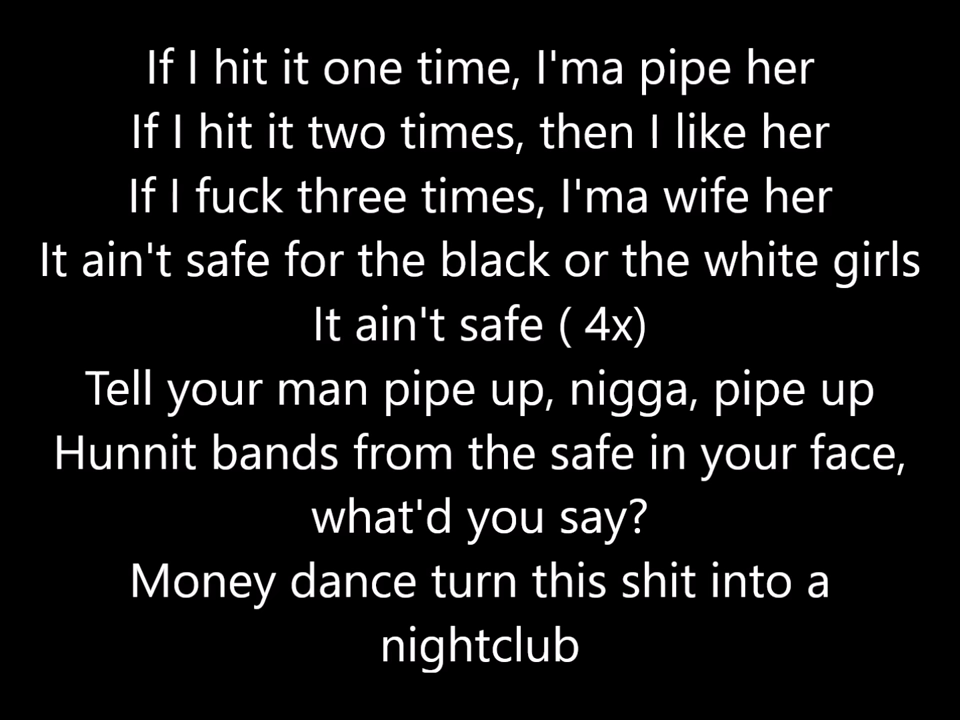 If I hit it one time, I'ma pipe her
If I hit it two times, then I like her
If I fuck three times, I'ma wife her
It ain't safe for the black or the white girls
It ain't safe ( 4x)
Tell your man pipe up, nigga, pipe up
Hunnit bands from the safe in your face,
what'd you say?
Money dance turn this shit into a
nightclub